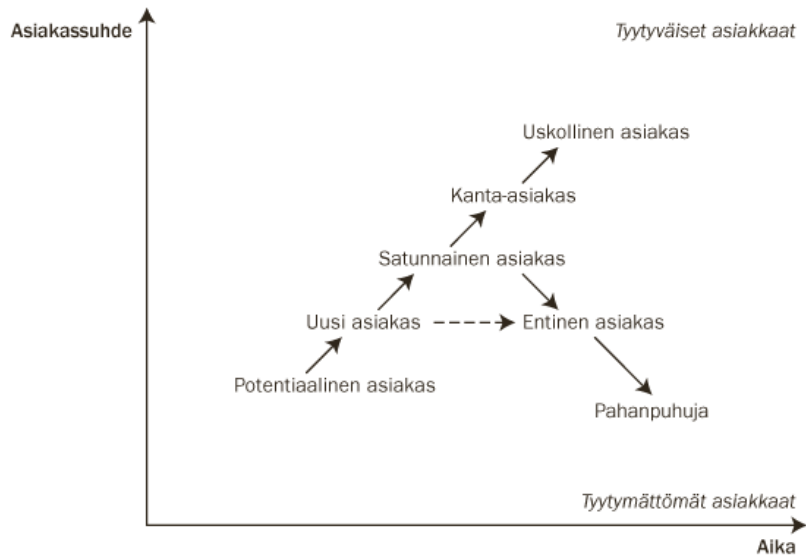 Asiakassuhde
Tyytyväiset asiakkaat
Uskollinen asiakas
Kanta-asiakas
Satunnainen asiakas
Uusi asiakas
Entinen asiakas
Potentiaalinen asiakas
Pahanpuhuja
Tyytymättömät asiakkaat
Aika